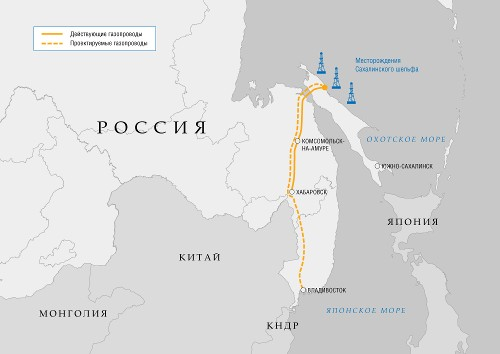 Действующие газопроводы
Проектируемые газопроводы
Месторождения
Сахалинского шельфа
РОССИЯ
ОХОТСКОЕ МОРЕ
КОМСОМОЛЬСК-
НА-АМУРЕ
ЮЖНО-САХАЛИНСК
ХАБАРОВСК
ЯПОНИЯ
КИТАЙ
ВЛАДИВОСТОК
МОНГОЛИЯ
ЯПОНСКОЕ МОРЕ
КНДР